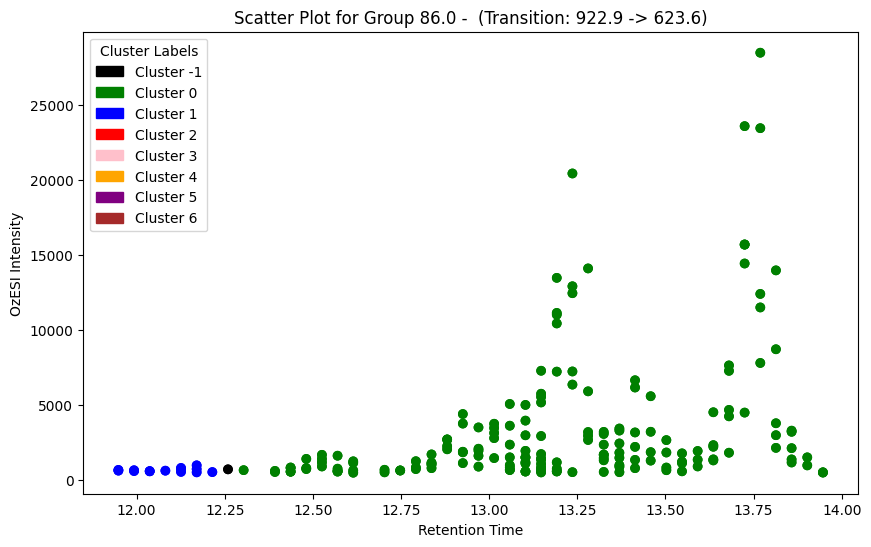 Scatter Plot for Group 86.0 -  (Transition: 922.9 -> 623.6)
Cluster Labels
Cluster -1
Cluster 0
Cluster 1
Cluster 2
Cluster 3
Cluster 4
Cluster 5
Cluster 6
OzESI Intensity
25000
20000
15000
10000
5000
0
12.00 12.25 12.50 12.75 13.00 13.25 13.50 13.75 14.00
Retention Time